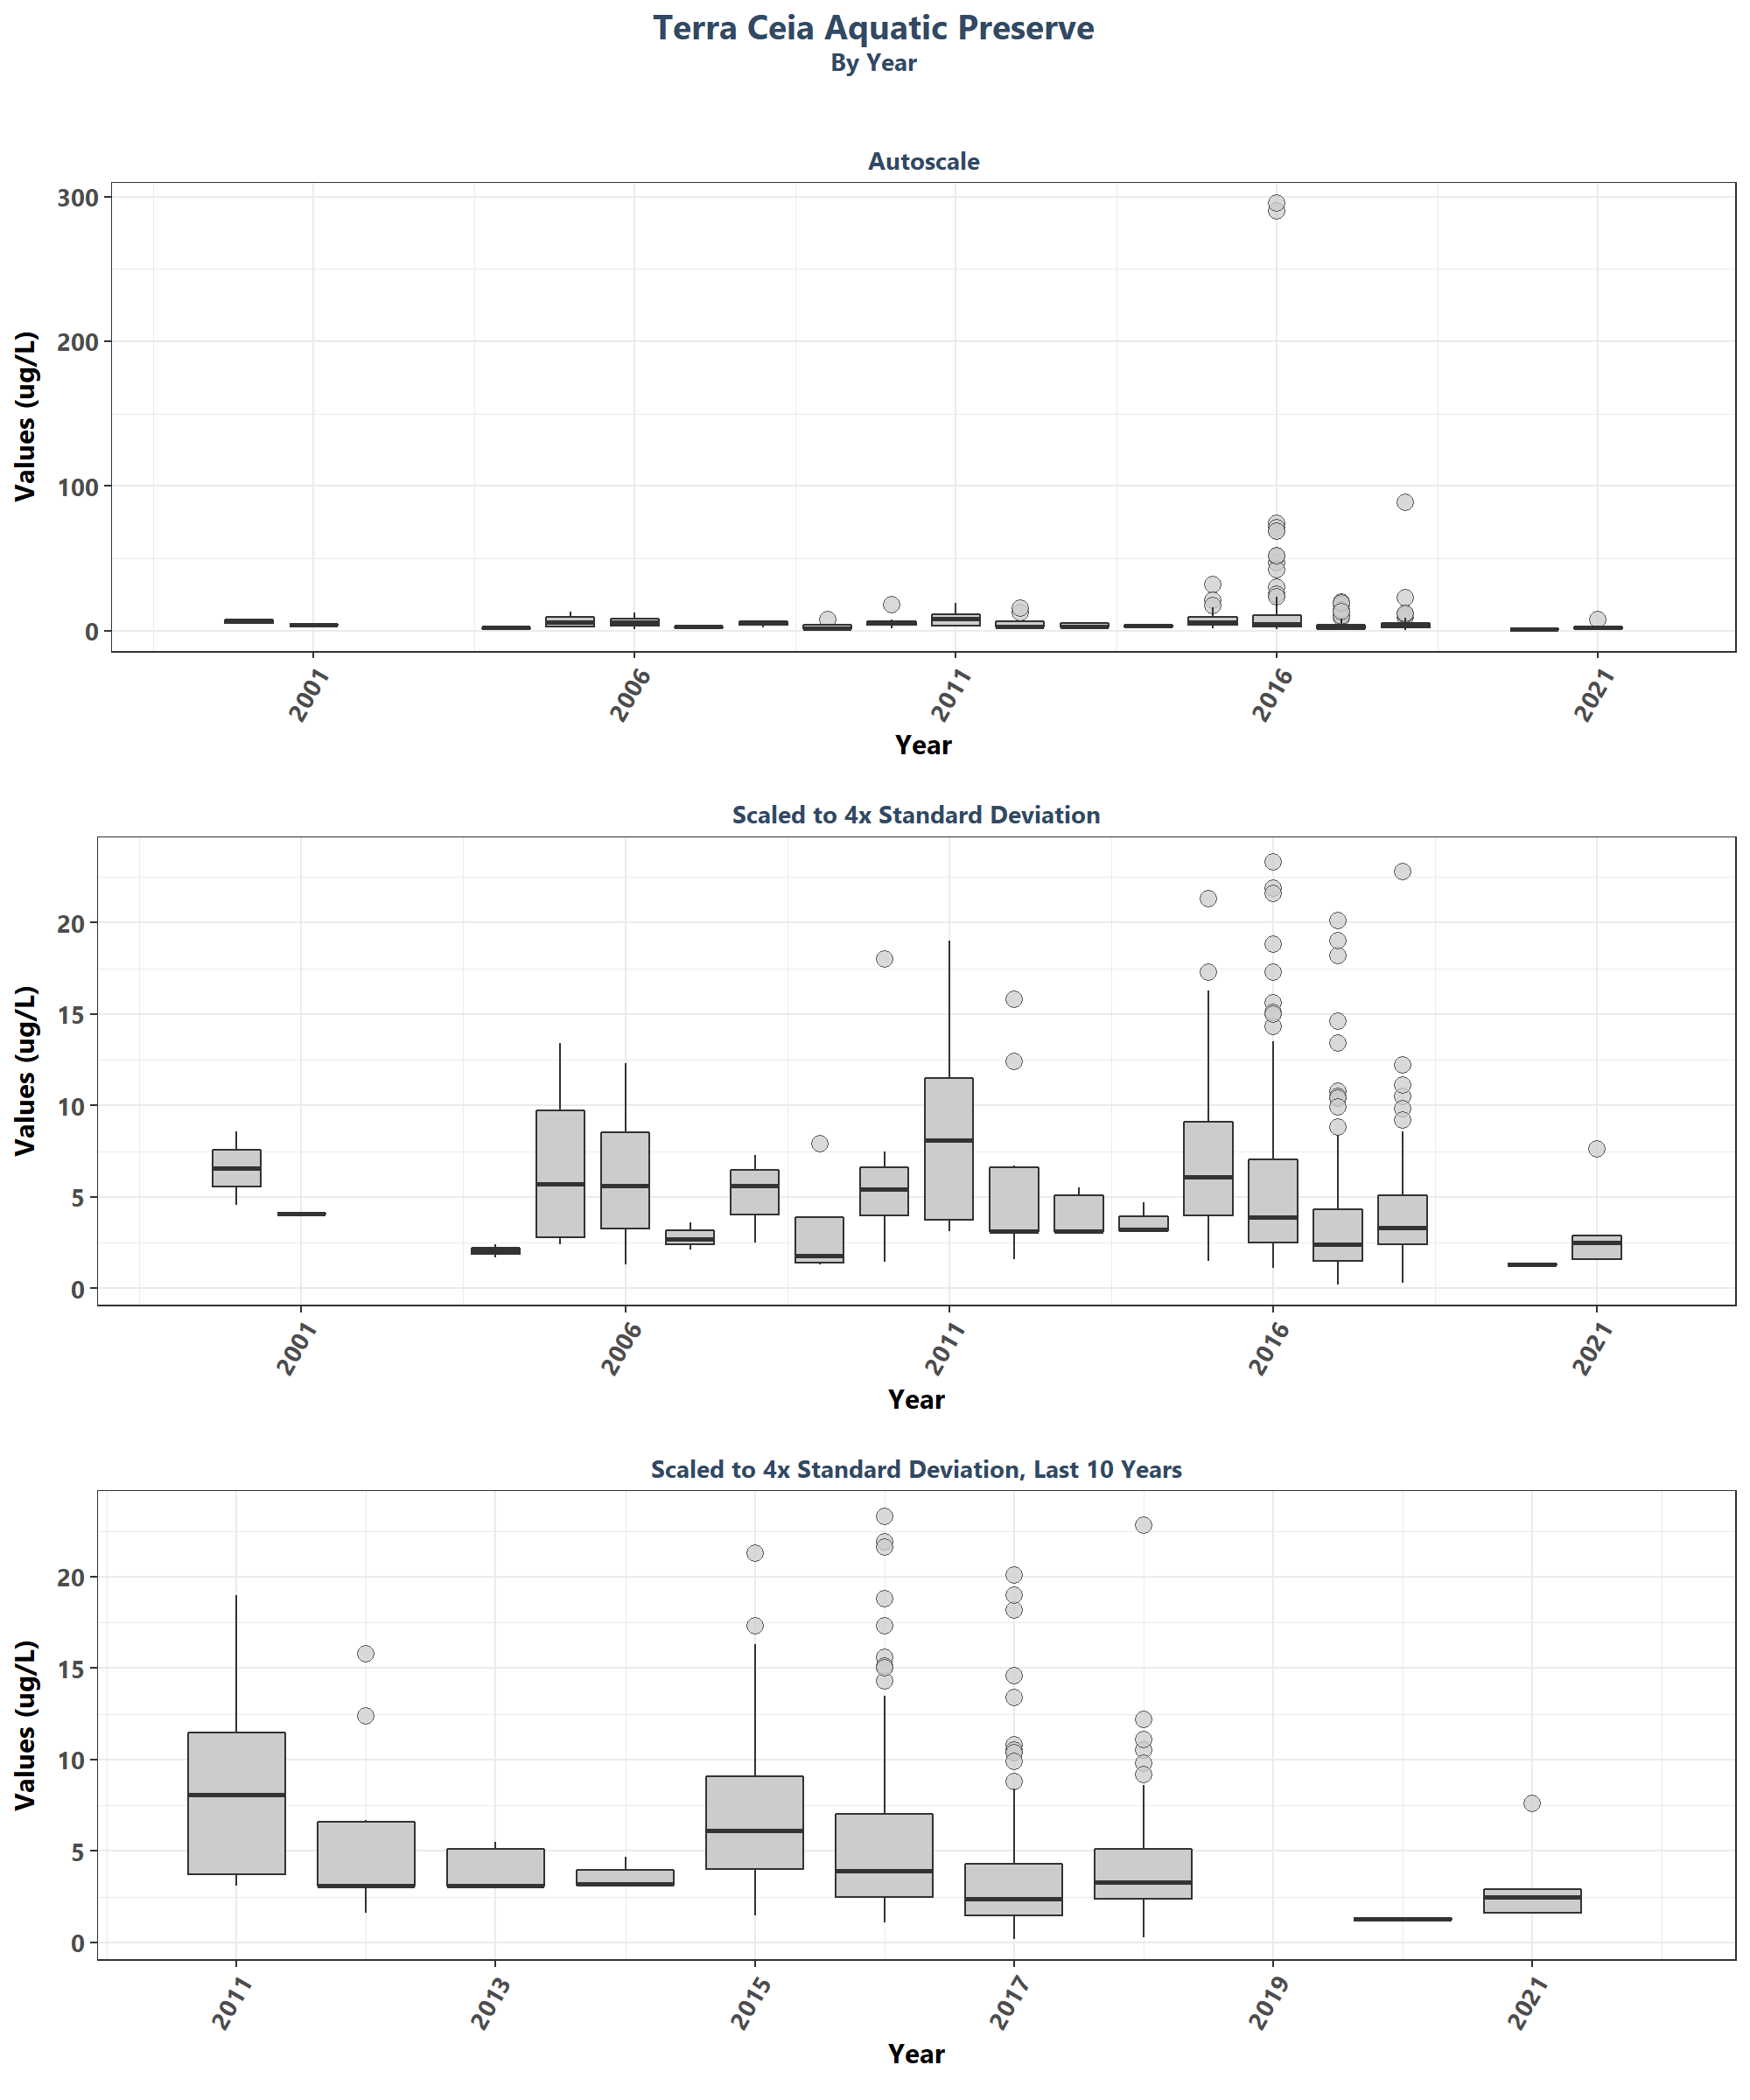 Terra Ceia Aquatic Preserve
By Year
Autoscale
Values (ug/L)
300
200
100
0
2001 2006 2011 2016 2021
Year
Scaled to 4x Standard Deviation
Values (ug/L)
20
15
10
5
0
2001 2006 2011 2016 2021
Year
Scaled to 4x Standard Deviation, Last 10 Years
Values (ug/L)
20
15
10
5
0
2011 2013 2015 2017 2019 2021
Year